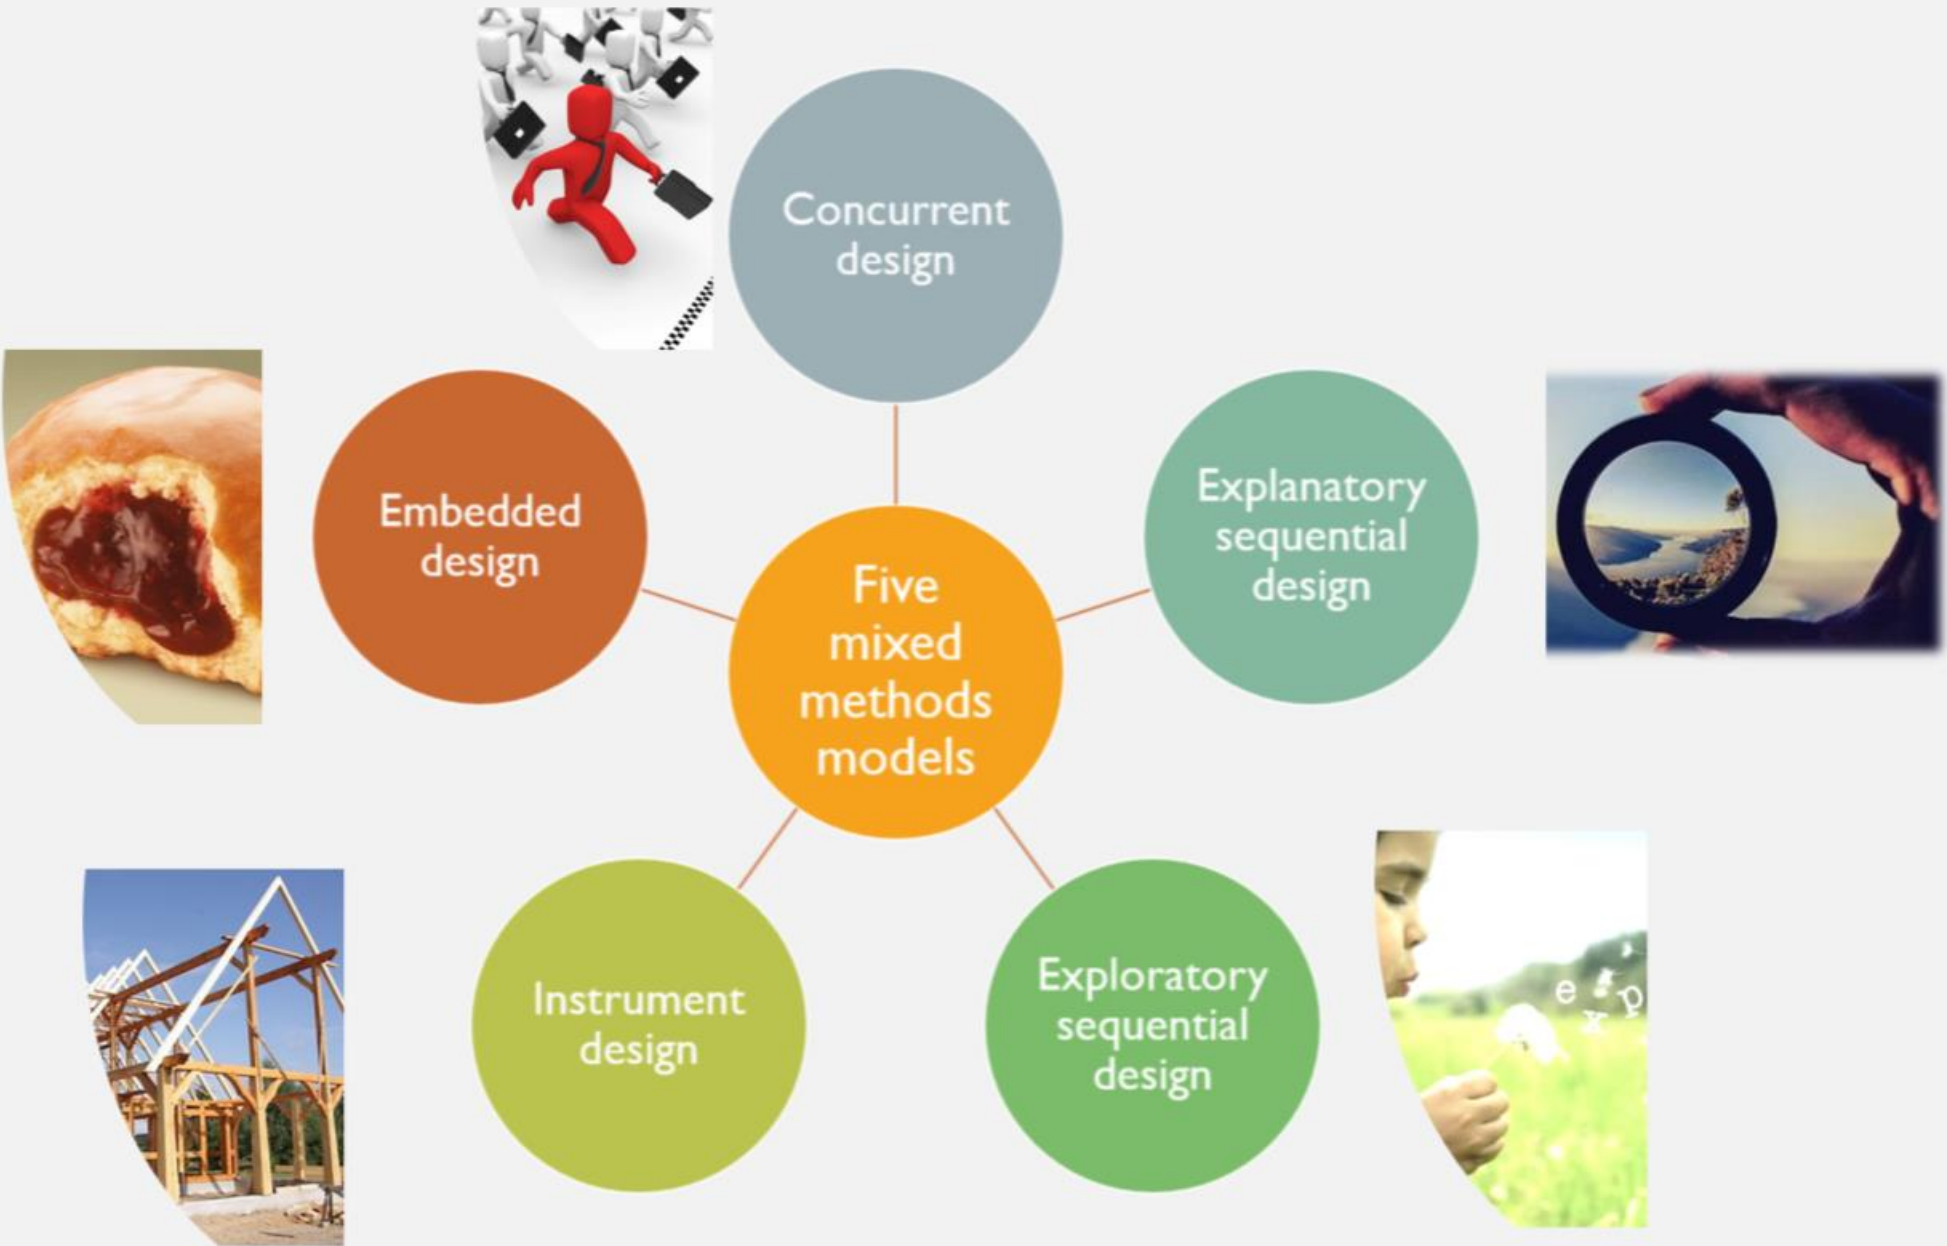 Concurrent
design
Explanatory
sequential
design
Exploratory
sequential
design
Instrument
design
Embedded
design
Five
mixed
methods
models
e x p